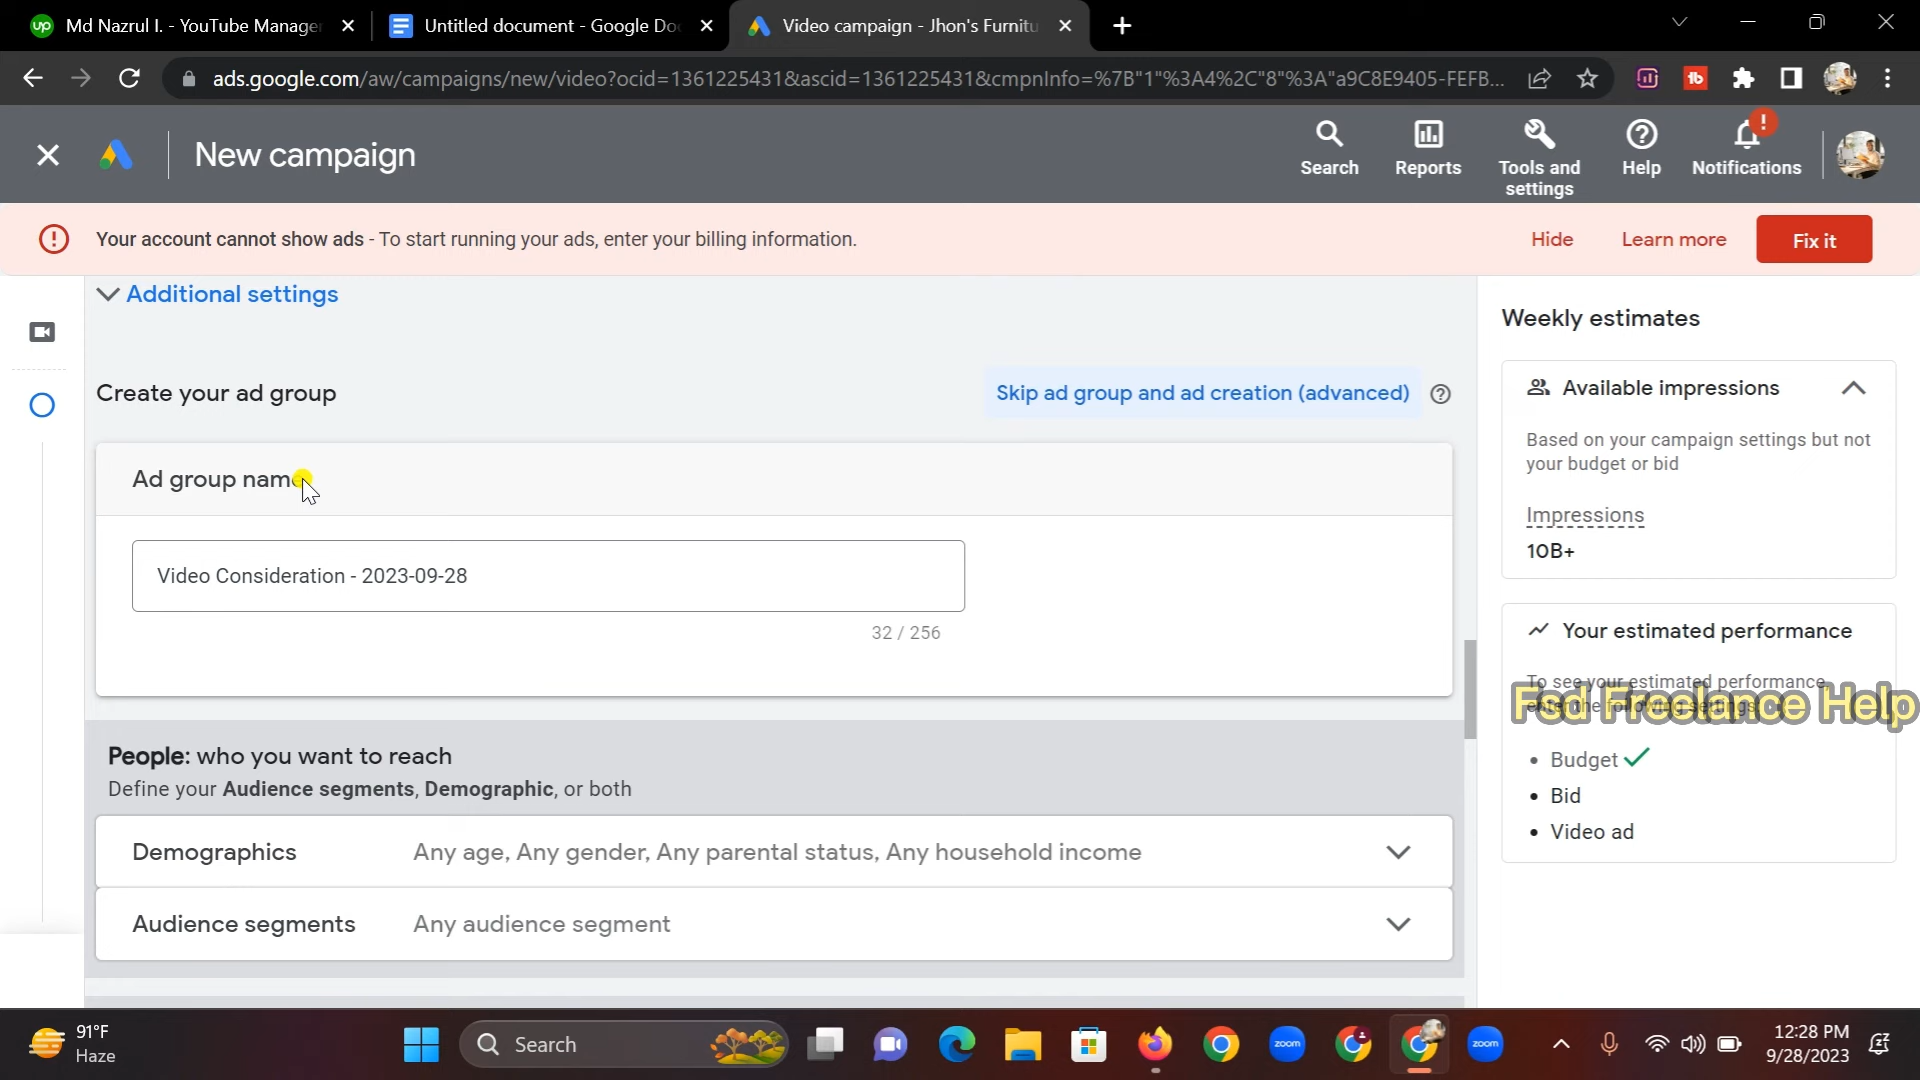 Md Nazrul I. - YouTube Manager
Untitled document - Google Do
Video campaign - Jhon's Furnitu
ads.google.com/aw/campaigns/new/video?ocid=1361225431&ascid=1361225431&cmpnInfo=%7B"1"%3A4%2C"8"%3A"a9C8E9405-FEFB...
New campaign
Search
Reports
Tools and settings
Help
Notifications
Your account cannot show ads - To start running your ads, enter your billing information.
Hide
Learn more
Fix it
Additional settings
Create your ad group
Skip ad group and ad creation (advanced)
Ad group name
Video Consideration - 2023-09-28
32 / 256
People: who you want to reach
Define your Audience segments, Demographic, or both
Demographics
Any age, Any gender, Any parental status, Any household income
Audience segments
Any audience segment
Weekly estimates
Available impressions
Based on your campaign settings but not
your budget or bid
Impressions
10B+
Your estimated performance
To see your estimated performance,
enter the following settings:
Fsd Freelance Help
• Budget
• Bid
• Video ad
91°F
Haze
Search
zoom
zoom
12:28 PM
9/28/2023